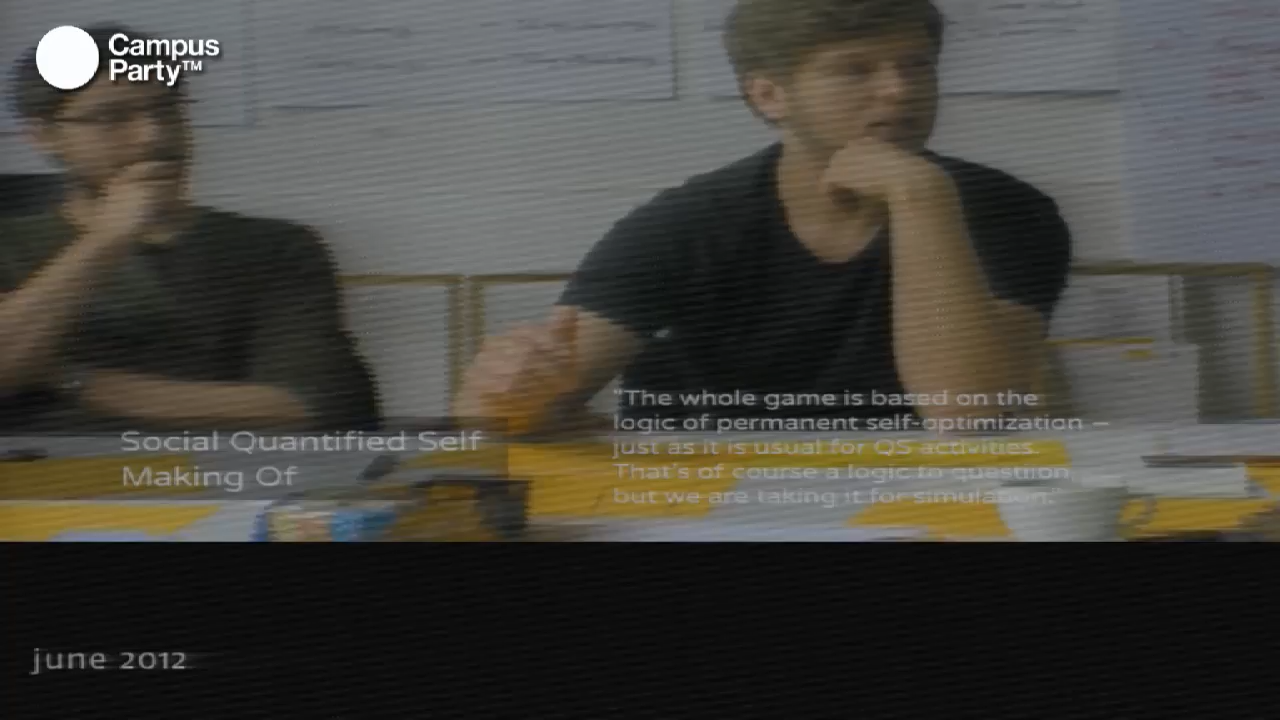 Campus
Party™
"The whole game is based on the
logic of permanent self-optimization –
just as it is usual for QS activities.
That's of course a logic to question
but we are taking it for simulation."
Social Quantified Self
Making Of
june 2012